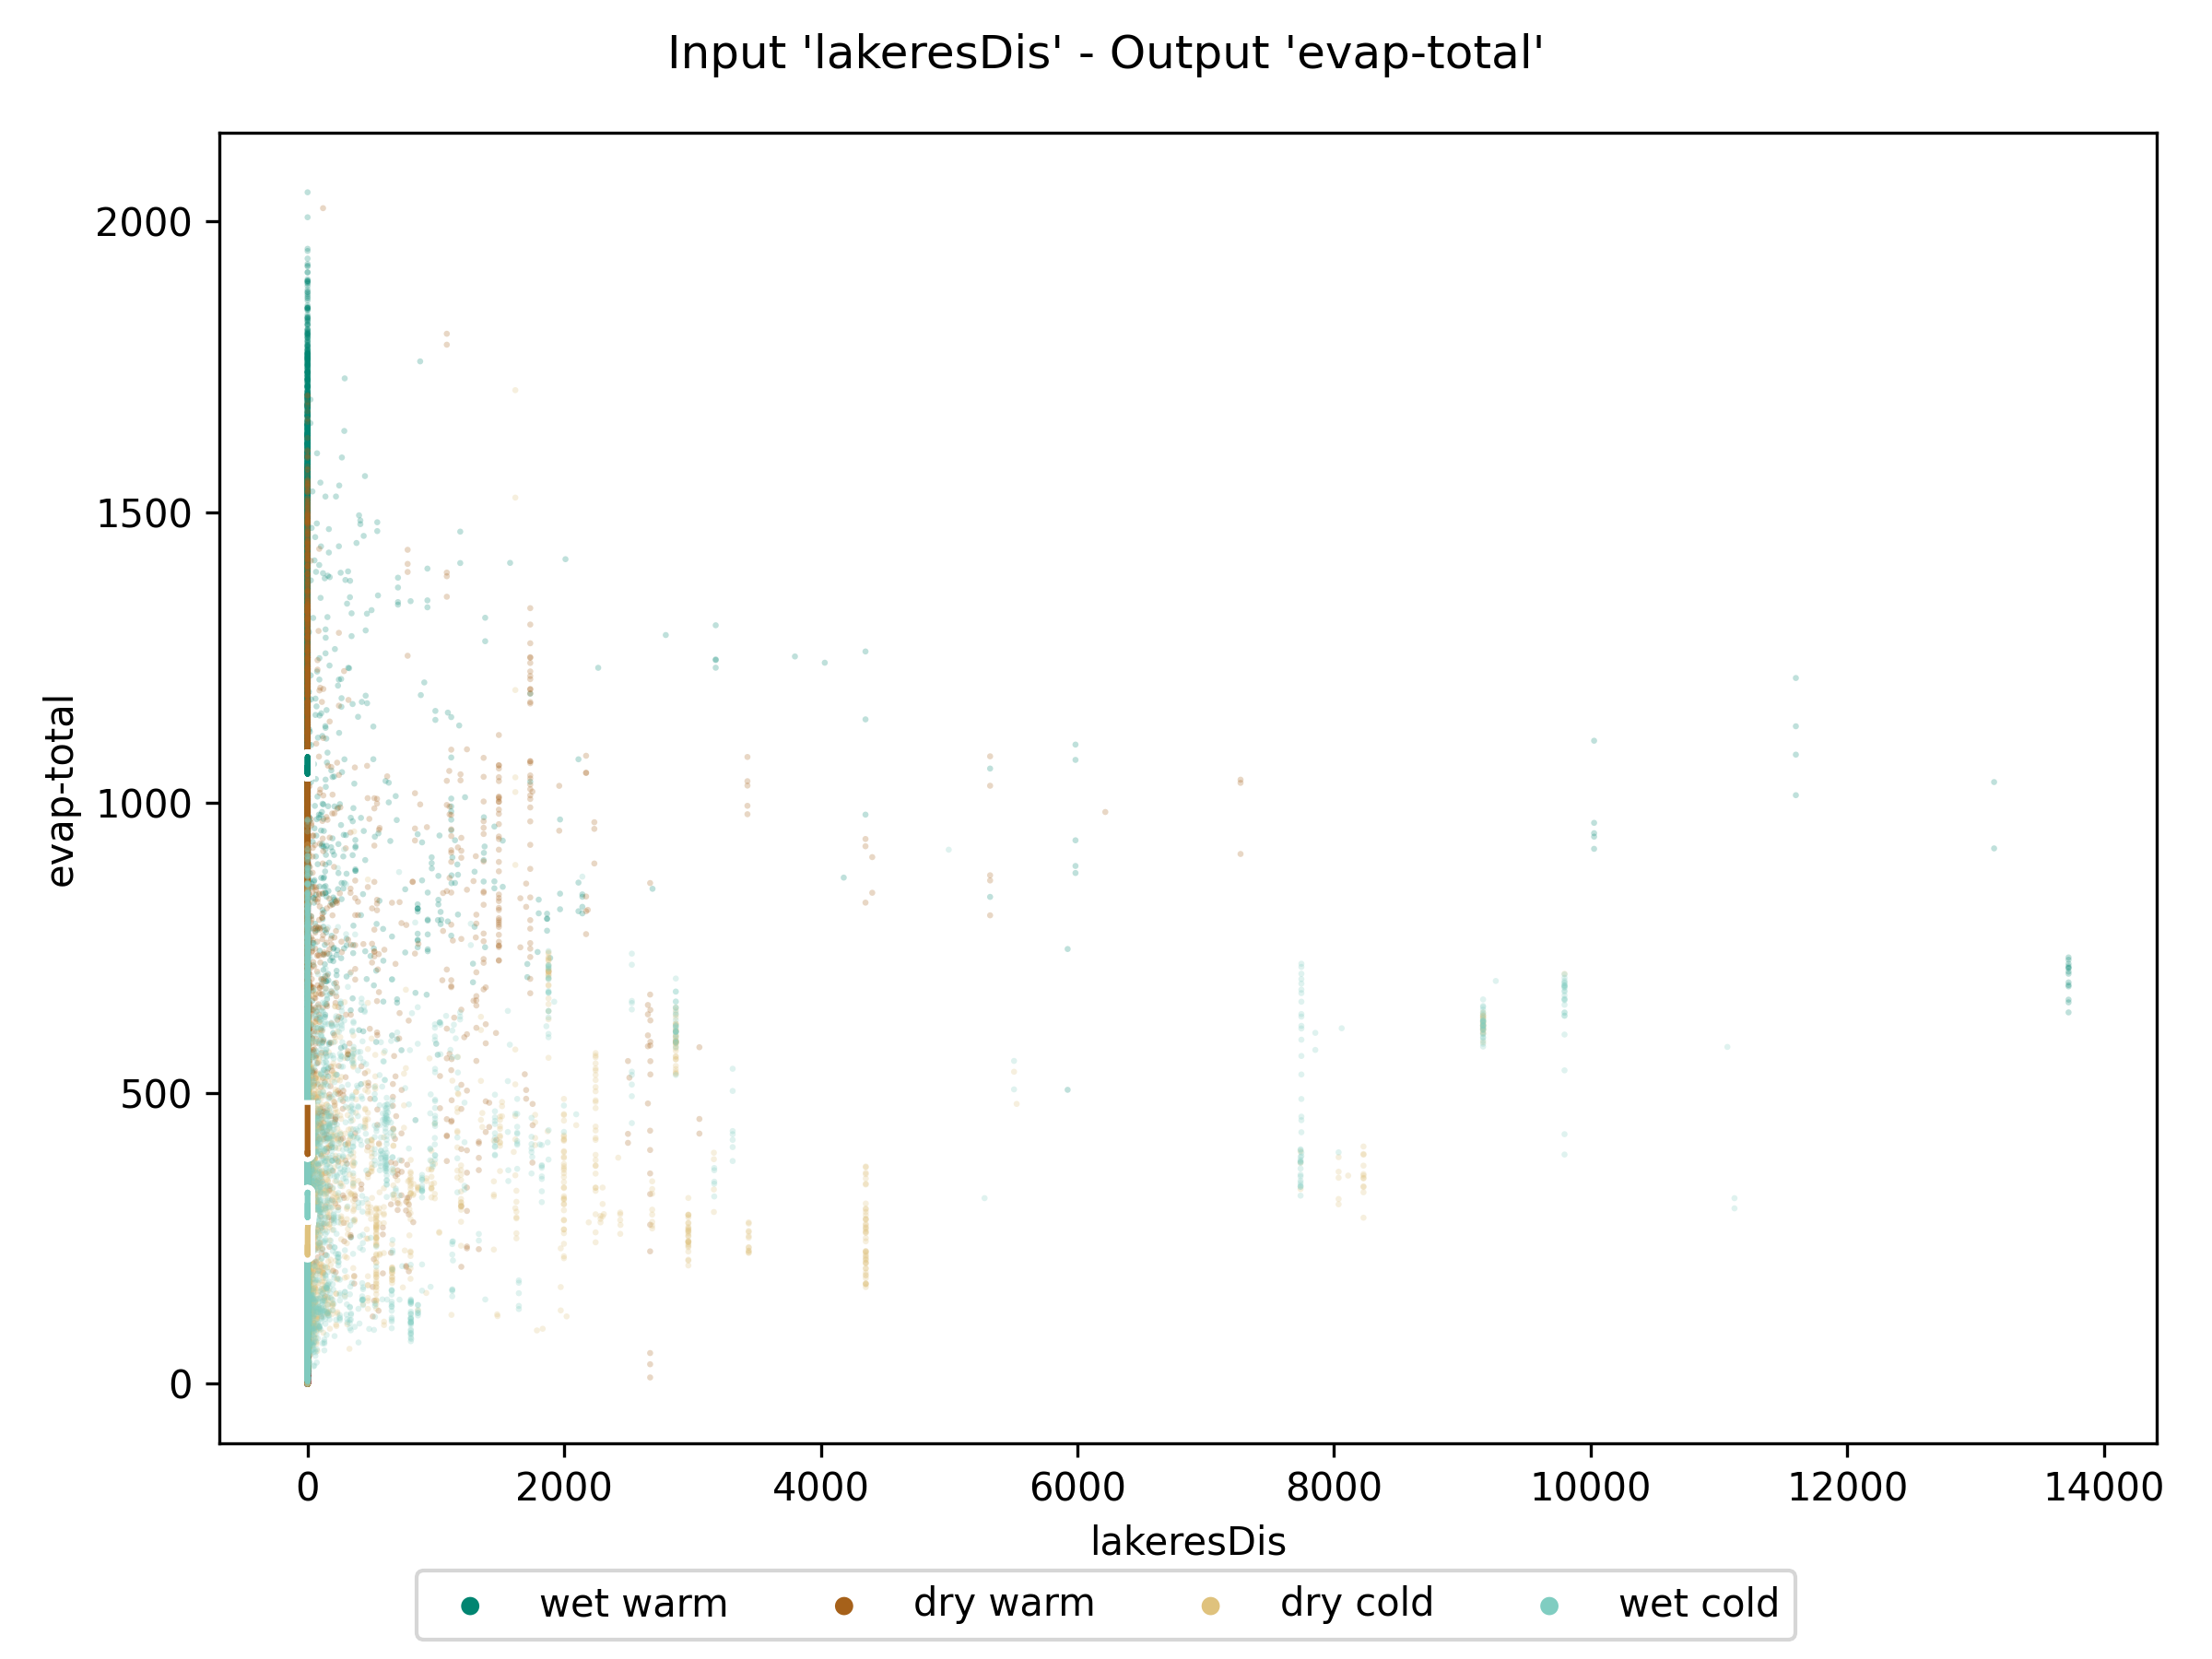 Input 'lakeresDis' - Output 'evap-total'
2000
1500
1000
500
0
evap-total
0 2000 4000 6000 8000 10000 12000 14000
lakeresDis
wet warm dry warm dry cold wet cold